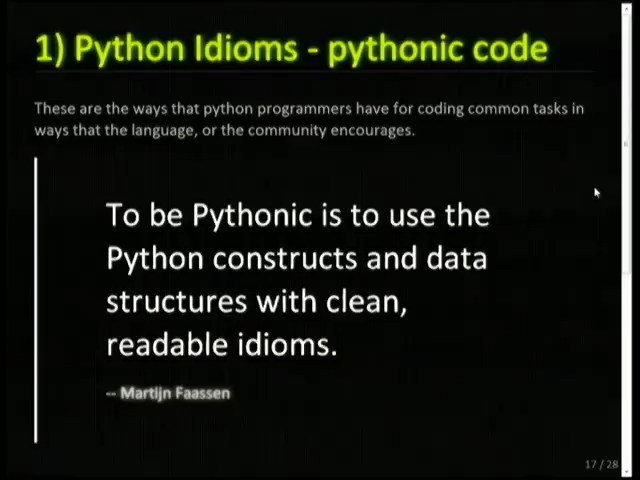 1) Python Idioms - pythonic code
These are the ways that python programmers have for coding common tasks in
ways that the language, or the community encourages.
To be Pythonic is to use the
Python constructs and data
structures with clean,
readable idioms.
-- Martijn Faassen
17 / 28